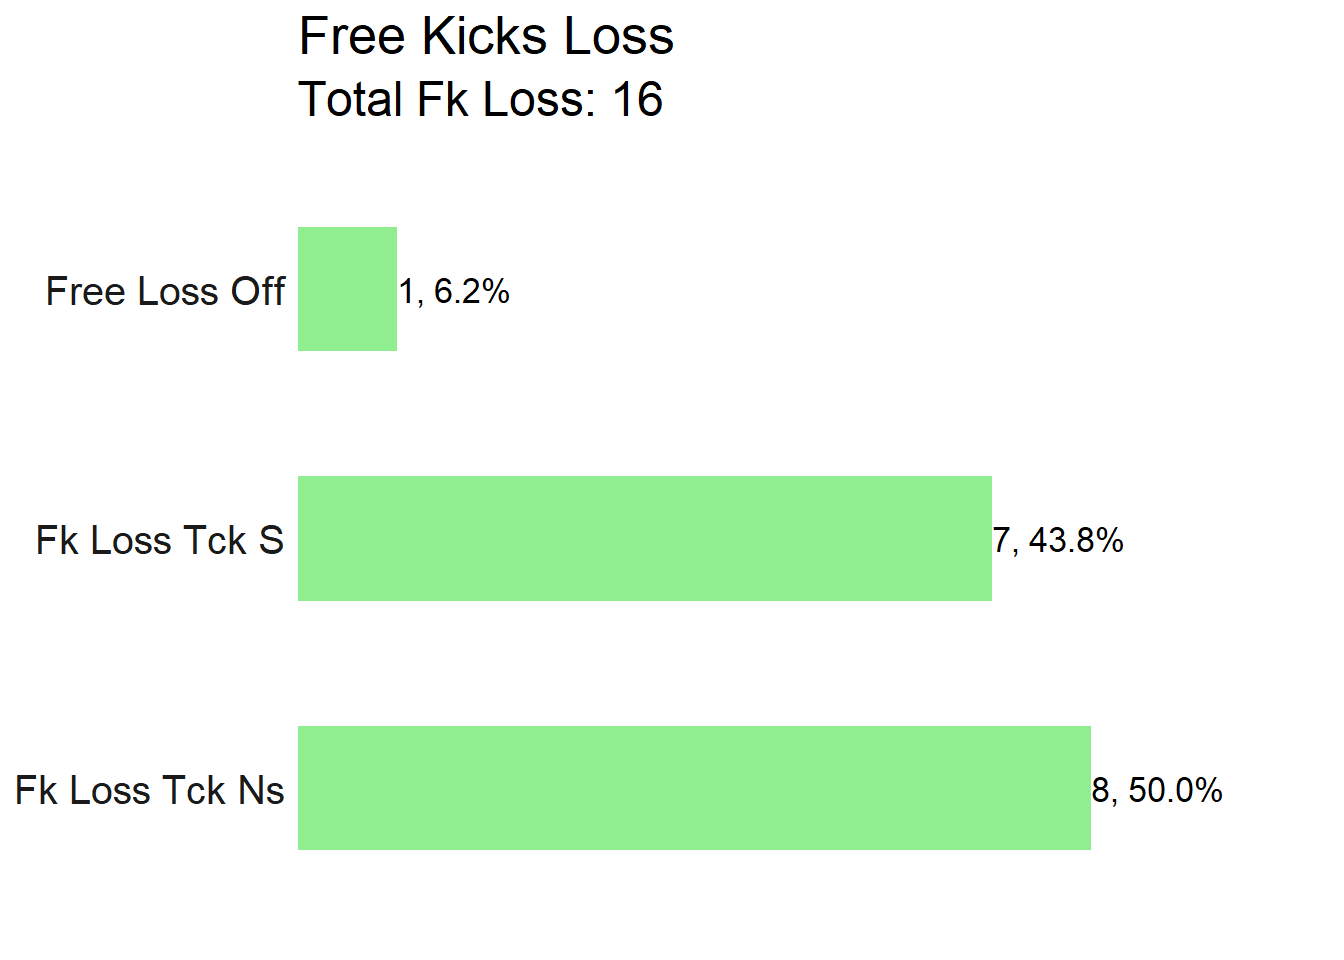 Free Kicks Loss
Total Fk Loss: 16
Free Loss Off
1, 6.2%
Fk Loss Tck S
7, 43.8%
Fk Loss Tck Ns
8, 50.0%